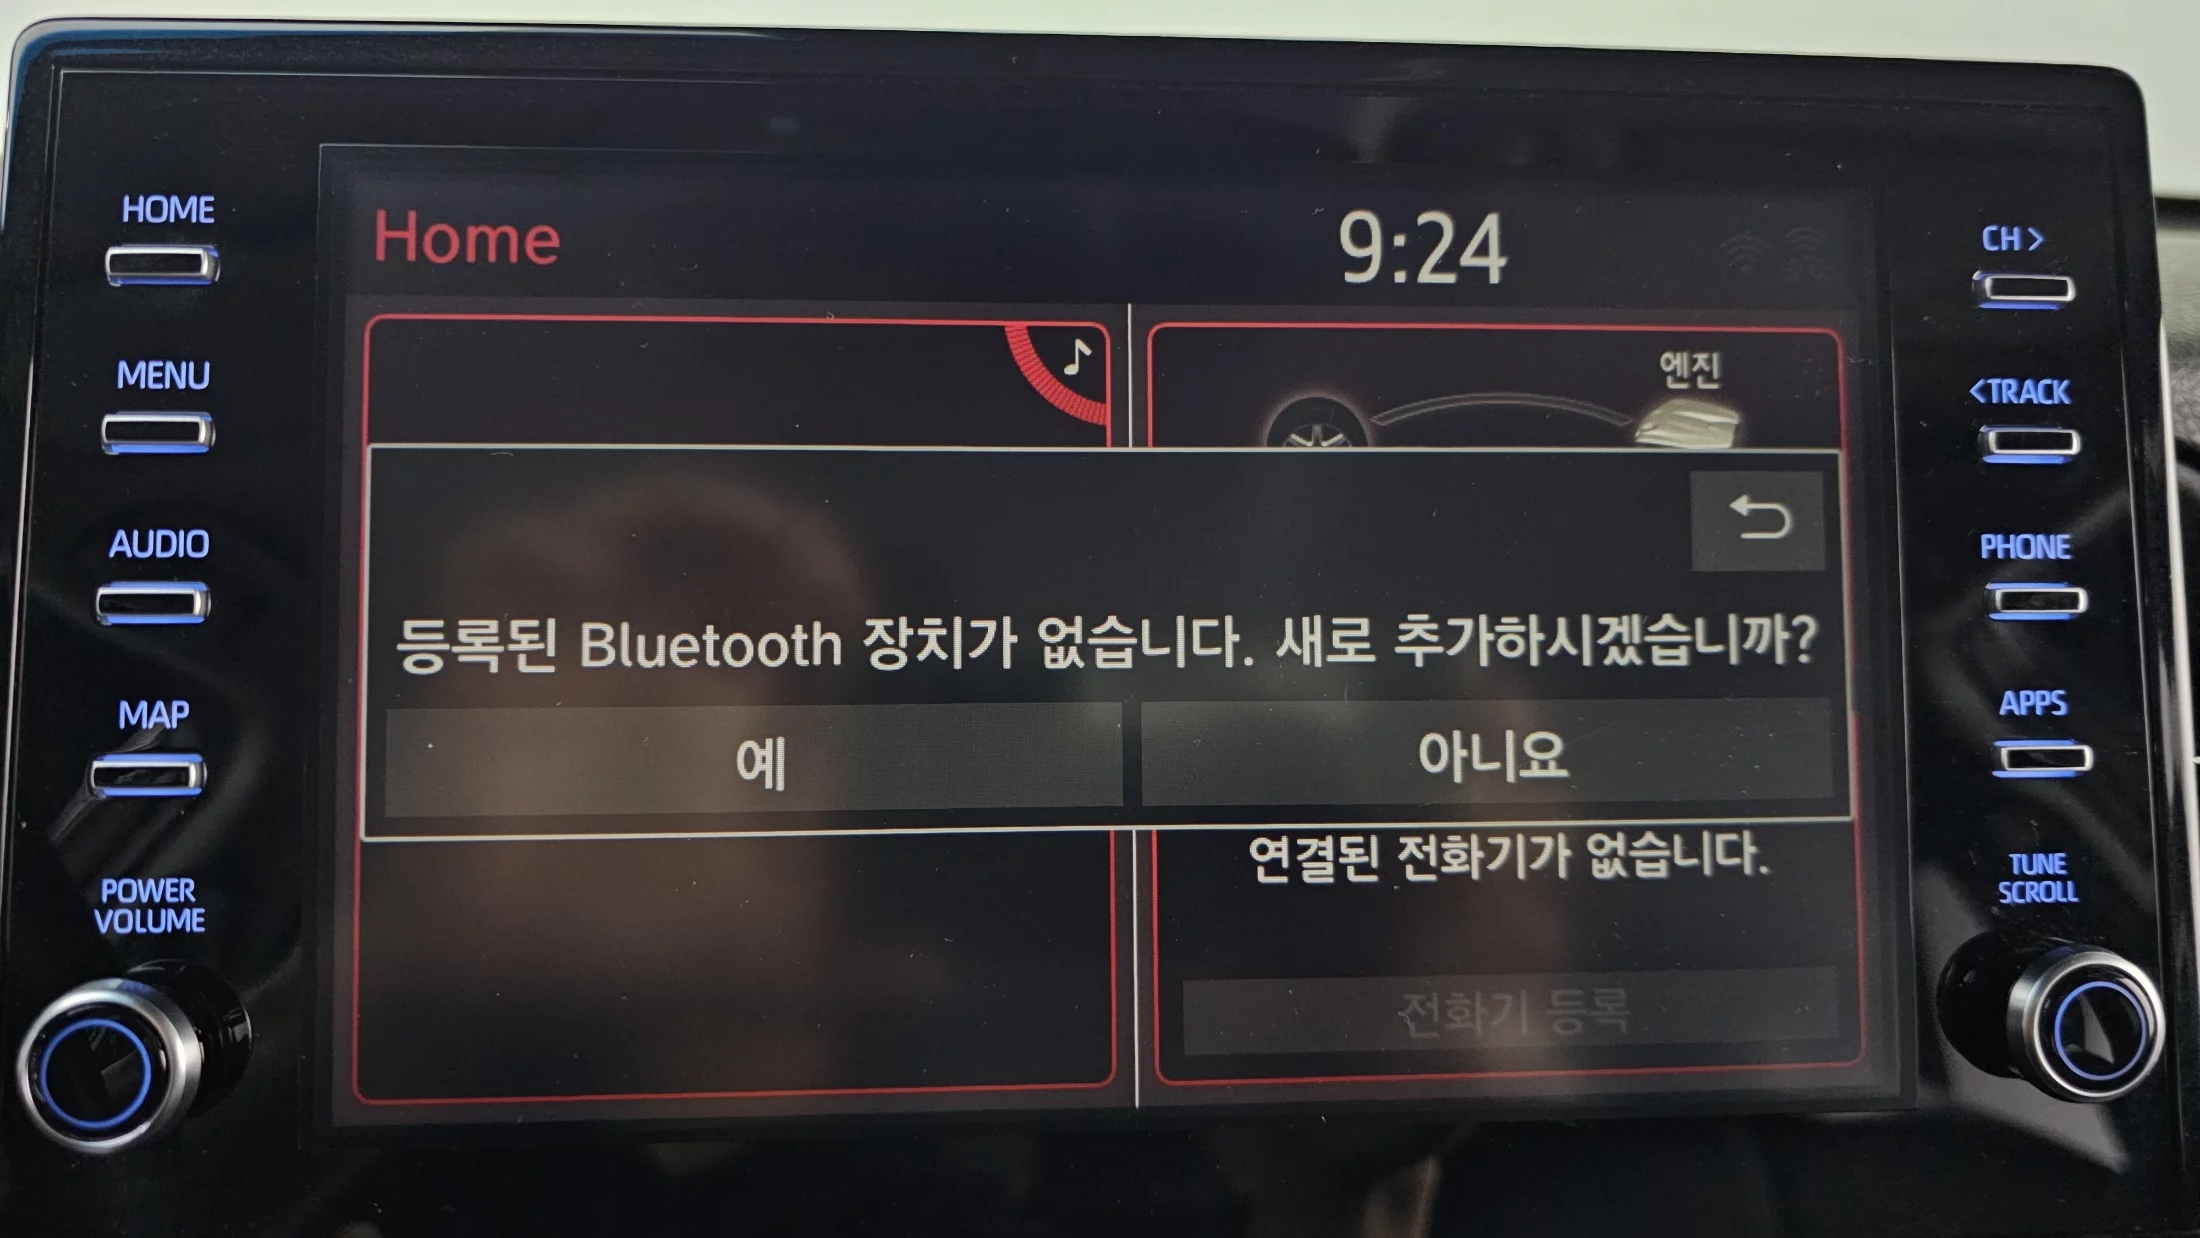 HOME
MENU
AUDIO
MAP
POWER
VOLUME
Home
9:24
엔진
등록된 Bluetooth 장치가 없습니다. 새로 추가하시겠습니까?
예
아니요
연결된 전화기가 없습니다.
전화기 등록
CH >
<TRACK
PHONE
APPS
TUNE
SCROLL